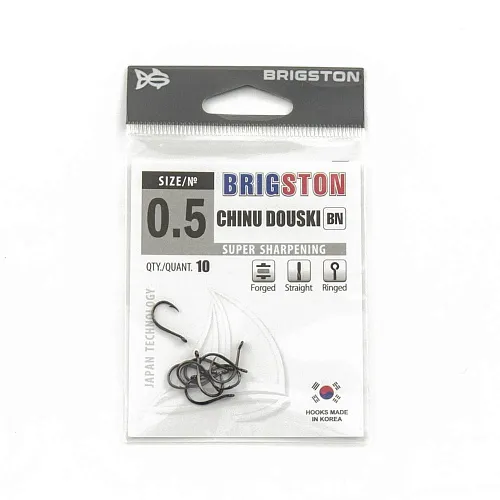 BRIGSTON
SIZE/№
0.5
BRIGSTON
CHINU DOUSKI BN
SUPER SHARPENING
QTY./QUANT. 10
Forged Straight Ringed
JAPAN TECHNOLOGY
HOOKS MADE
IN KOREA